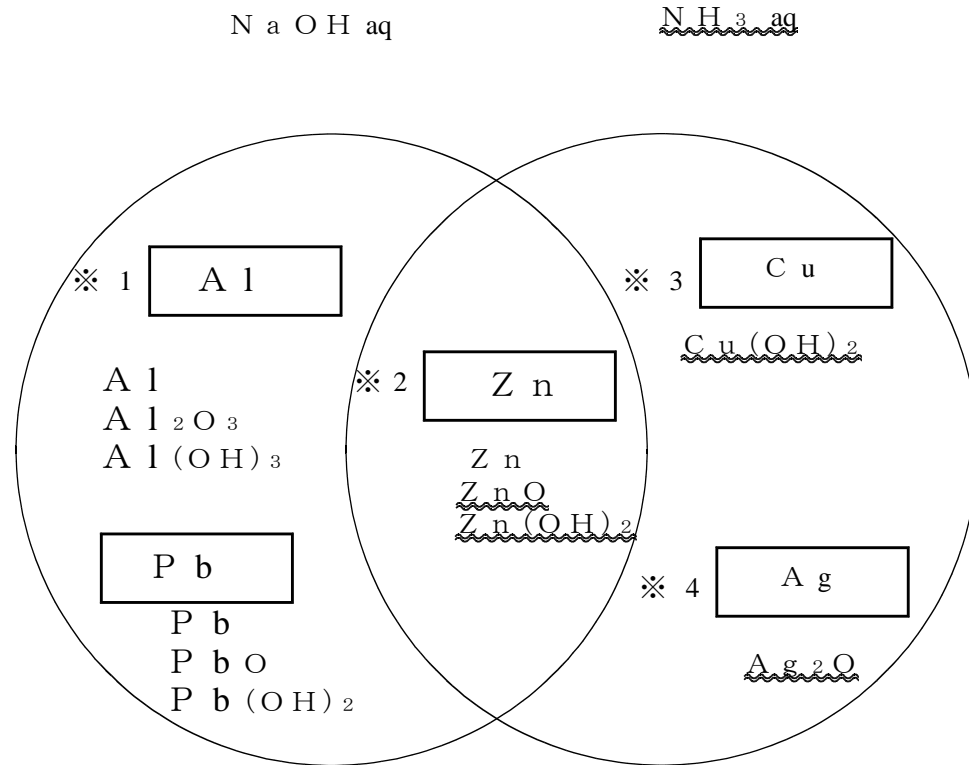 NaOH aq
NH₃ aq
※1 Al
Al
Al₂O₃
Al(OH)₃
Pb
Pb
PbO
Pb(OH)₂
※2 Zn
Zn
ZnO
Zn(OH)₂
※3 Cu
Cu(OH)₂
※4 Ag
Ag₂O